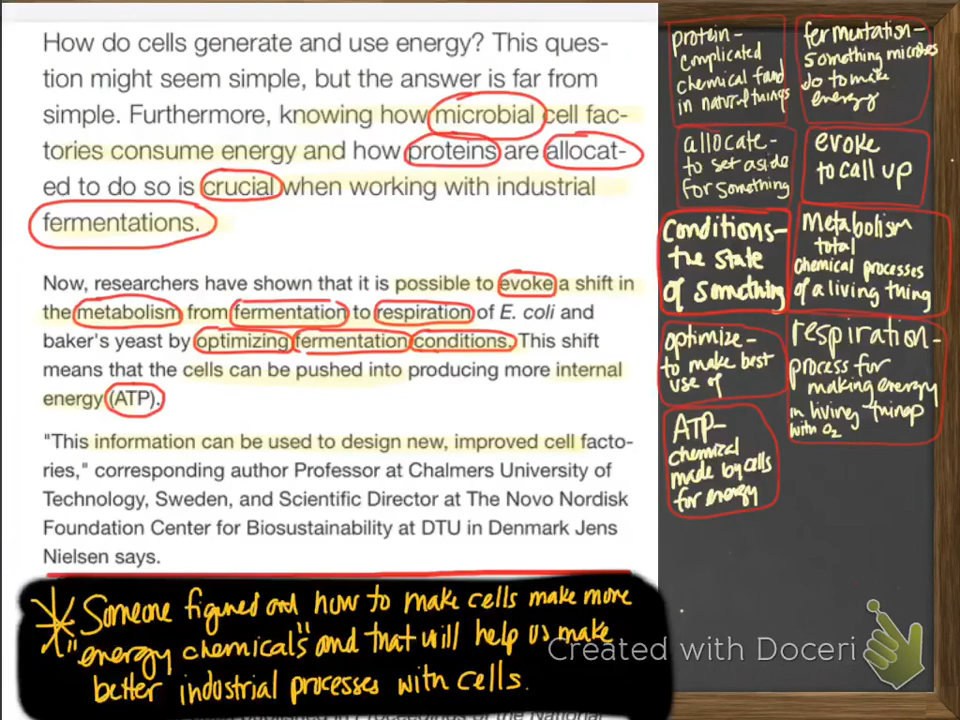 How do cells generate and use energy? This ques-
tion might seem simple, but the answer is far from
simple. Furthermore, knowing how microbial cell fac-
tories consume energy and how proteins are allocat-
ed to do so is crucial when working with industrial
fermentations.
Now, researchers have shown that it is possible to evoke a shift in
the metabolism from fermentation to respiration of E. coli and
baker's yeast by optimizing fermentation conditions. This shift
means that the cells can be pushed into producing more internal
energy (ATP).
"This information can be used to design new, improved cell facto-
ries," corresponding author Professor at Chalmers University of
Technology, Sweden, and Scientific Director at The Novo Nordisk
Foundation Center for Biosustainability at DTU in Denmark Jens
Nielsen says.
Someone figured out how to make cells make more
"energy chemicals" and that will help us make
better industrial processes with cells.
protein-
complicated
chemical found
in natural things
fermentation-
something microbes
do to make
energy
allocate-
to set aside
for something
evoke
to call up
Conditions-
the state
of something
Metabolism
total
chemical processes
of a living thing
optimize-
to make best
use of
respiration-
process for
making energy
in living things
with O2
ATP-
chemical
made by cells
for energy
Created with Doceri